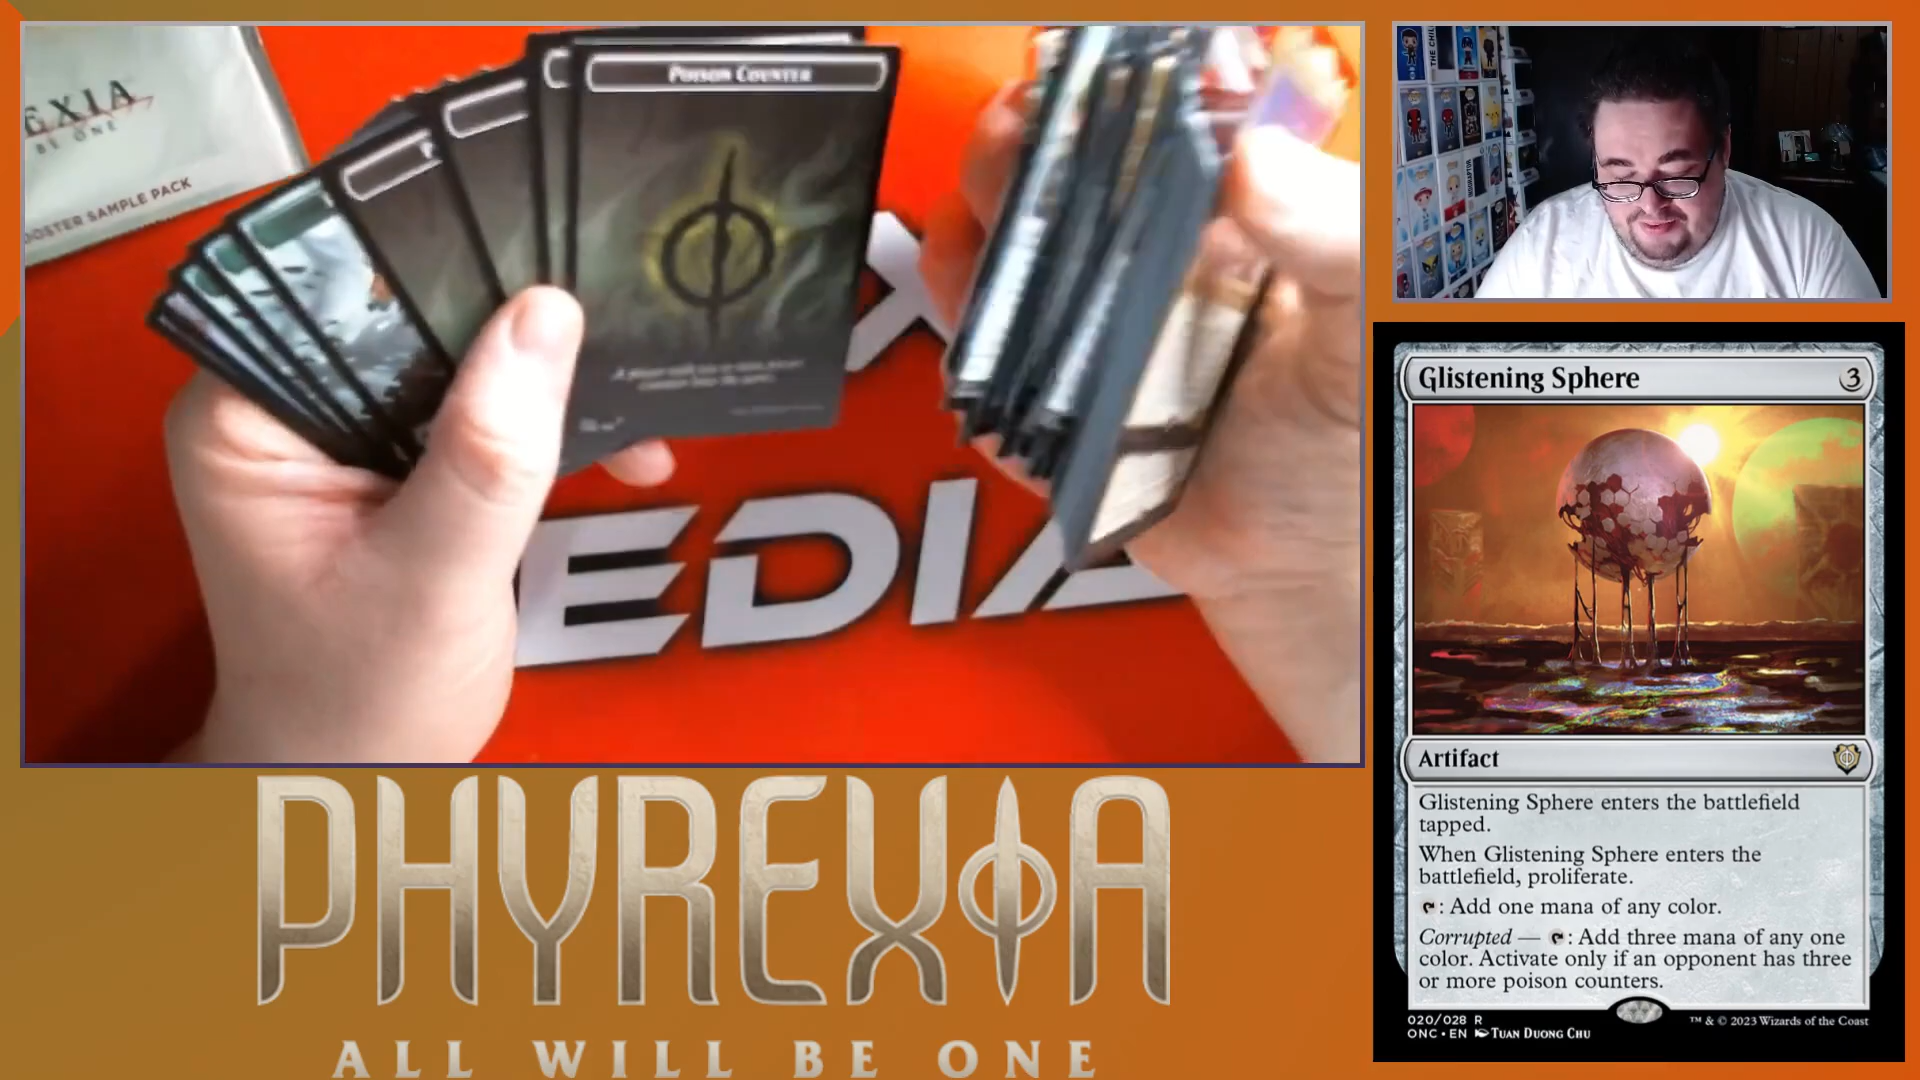 EXIA
BE ONE
OOSTER SAMPLE PACK
POISON COUNTER
EDIA
THE CHIL
Glistening Sphere 3
Artifact
Glistening Sphere enters the battlefield
tapped.
When Glistening Sphere enters the
battlefield, proliferate.
: Add one mana of any color.
Corrupted — : Add three mana of any one
color. Activate only if an opponent has three
or more poison counters.
020/028 R
ONC • EN TUAN DUONG CHU
™ & © 2023 Wizards of the Coast
PHYREXIA
ALL WILL BE ONE